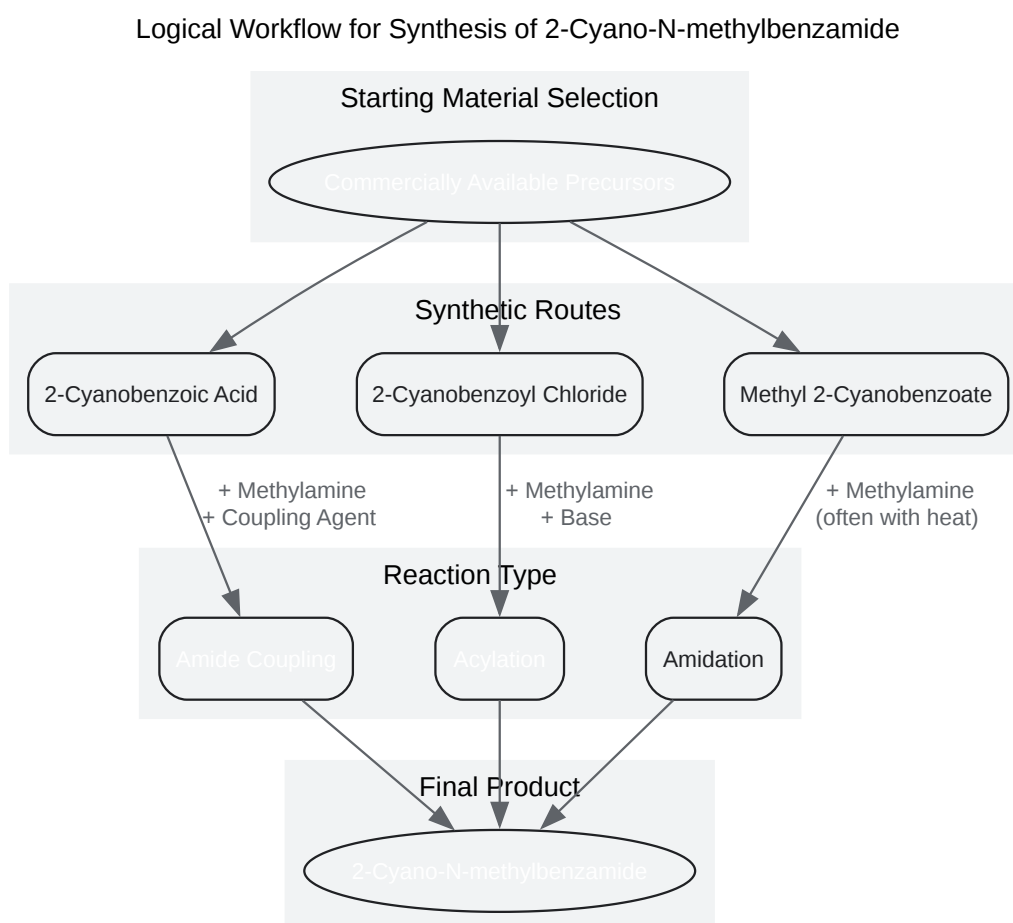 Logical Workflow for Synthesis of 2-Cyano-N-methylbenzamide
Starting Material Selection
Commercially Available Precursors
Synthetic Routes
2-Cyanobenzoic Acid
2-Cyanobenzoyl Chloride
Methyl 2-Cyanobenzoate
+ Methylamine
+ Coupling Agent
+ Methylamine
+ Base
+ Methylamine
(often with heat)
Reaction Type
Amide Coupling
Acylation
Amidation
Final Product
2-Cyano-N-methylbenzamide